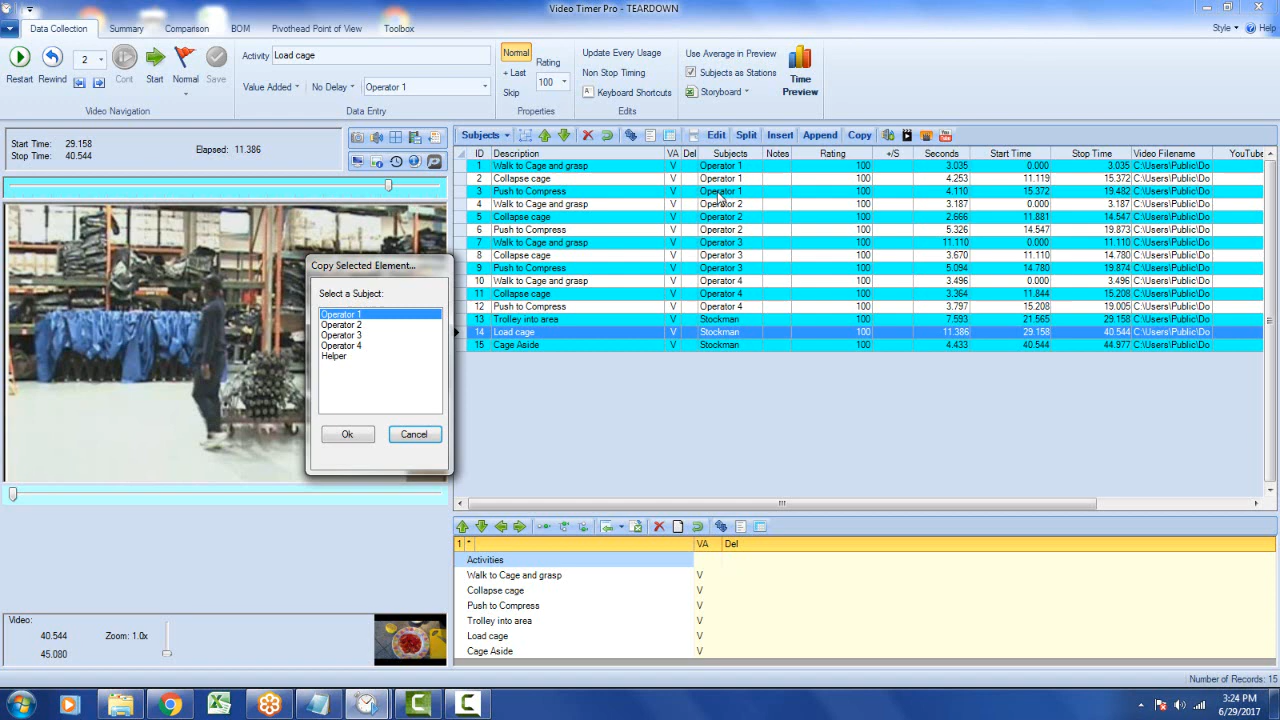 Video Timer Pro - TEARDOWN
Data Collection Summary Comparison BOM Pivothead Point of View Toolbox Style Help
Restart Rewind 2 Cont Start Normal Save
Video Navigation
Activity Load cage
Value Added No Delay Operator 1
Data Entry
Normal
+ Last
Skip
Rating
100
Properties
Update Every Usage
Non Stop Timing
Keyboard Shortcuts
Edits
Use Average in Preview
Subjects as Stations
Storyboard
Time
Preview
Start Time: 29.158
Stop Time: 40.544
Elapsed: 11.386
Subjects Edit Split Insert Append Copy
ID Description VA Del Subjects Notes Rating +/S Seconds Start Time Stop Time Video Filename YouTube
1 Walk to Cage and grasp V Operator 1 100 3.035 0.000 3.035 C:\Users\Public\Do
2 Collapse cage V Operator 1 100 4.253 11.119 15.372 C:\Users\Public\Do
3 Push to Compress V Operator 1 100 4.110 15.372 19.482 C:\Users\Public\Do
4 Walk to Cage and grasp V Operator 2 100 3.187 0.000 3.187 C:\Users\Public\Do
5 Collapse cage V Operator 2 100 2.666 11.881 14.547 C:\Users\Public\Do
6 Push to Compress V Operator 2 100 5.326 14.547 19.873 C:\Users\Public\Do
7 Walk to Cage and grasp V Operator 3 100 11.110 0.000 11.110 C:\Users\Public\Do
8 Collapse cage V Operator 3 100 3.670 11.110 14.780 C:\Users\Public\Do
9 Push to Compress V Operator 3 100 5.094 14.780 19.874 C:\Users\Public\Do
10 Walk to Cage and grasp V Operator 4 100 3.496 0.000 3.496 C:\Users\Public\Do
11 Collapse cage V Operator 4 100 3.364 11.844 15.208 C:\Users\Public\Do
12 Push to Compress V Operator 4 100 3.797 15.208 19.005 C:\Users\Public\Do
13 Trolley into area V Stockman 100 7.593 21.565 29.158 C:\Users\Public\Do
14 Load cage V Stockman 100 11.386 29.158 40.544 C:\Users\Public\Do
15 Cage Aside V Stockman 100 4.433 40.544 44.977 C:\Users\Public\Do
Copy Selected Element...
Select a Subject:
Operator 1
Operator 2
Operator 3
Operator 4
Helper
Ok Cancel
1 * VA Del
Activities
Walk to Cage and grasp V
Collapse cage V
Push to Compress V
Trolley into area V
Load cage V
Cage Aside V
Video:
40.544 Zoom: 1.0x
45.080
Number of Records: 15
3:24 PM
6/29/2017